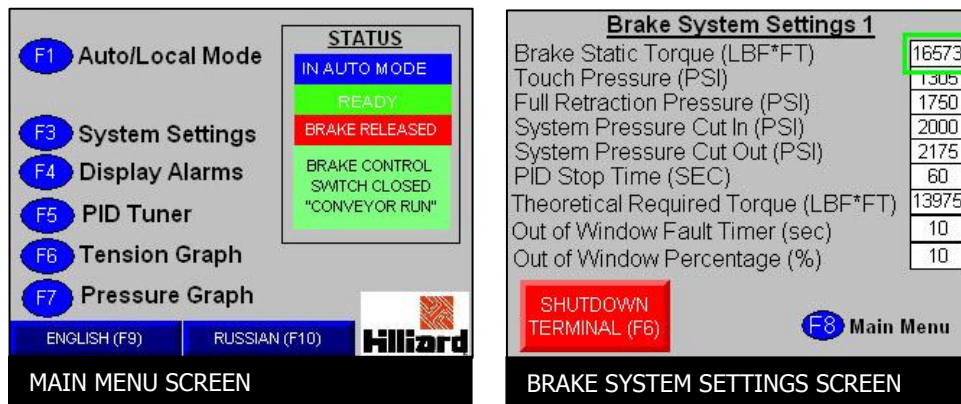 F1 Auto/Local Mode
F3 System Settings
F4 Display Alarms
F5 PID Tuner
F6 Tension Graph
F7 Pressure Graph
STATUS
IN AUTO MODE
READY
BRAKE RELEASED
BRAKE CONTROL
SWITCH CLOSED
"CONVEYOR RUN"
ENGLISH (F9)
RUSSIAN (F10)
Hilliard
MAIN MENU SCREEN
Brake System Settings 1
Brake Static Torque (LBF*FT) 16573
Touch Pressure (PSI) 1305
Full Retraction Pressure (PSI) 1750
System Pressure Cut In (PSI) 2000
System Pressure Cut Out (PSI) 2175
PID Stop Time (SEC) 60
Theoretical Required Torque (LBF*FT) 13975
Out of Window Fault Timer (sec) 10
Out of Window Percentage (%) 10
SHUTDOWN
TERMINAL (F6)
F8 Main Menu
BRAKE SYSTEM SETTINGS SCREEN